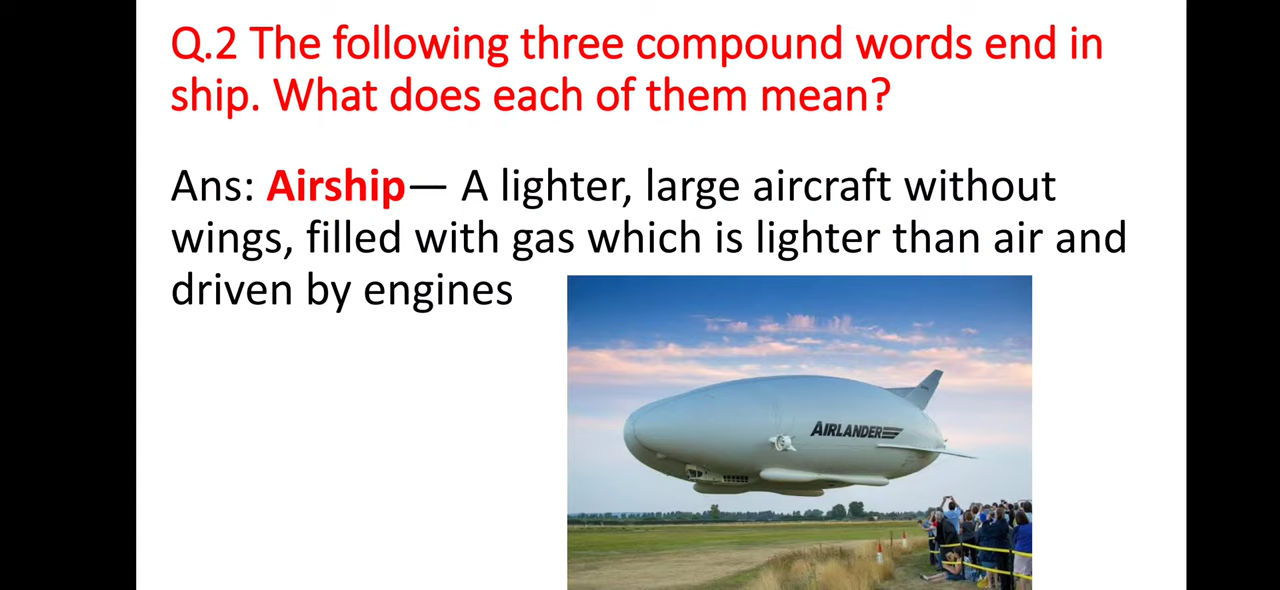 Q.2 The following three compound words end in
ship. What does each of them mean?
Ans: Airship— A lighter, large aircraft without
wings, filled with gas which is lighter than air and
driven by engines
AIRLANDER